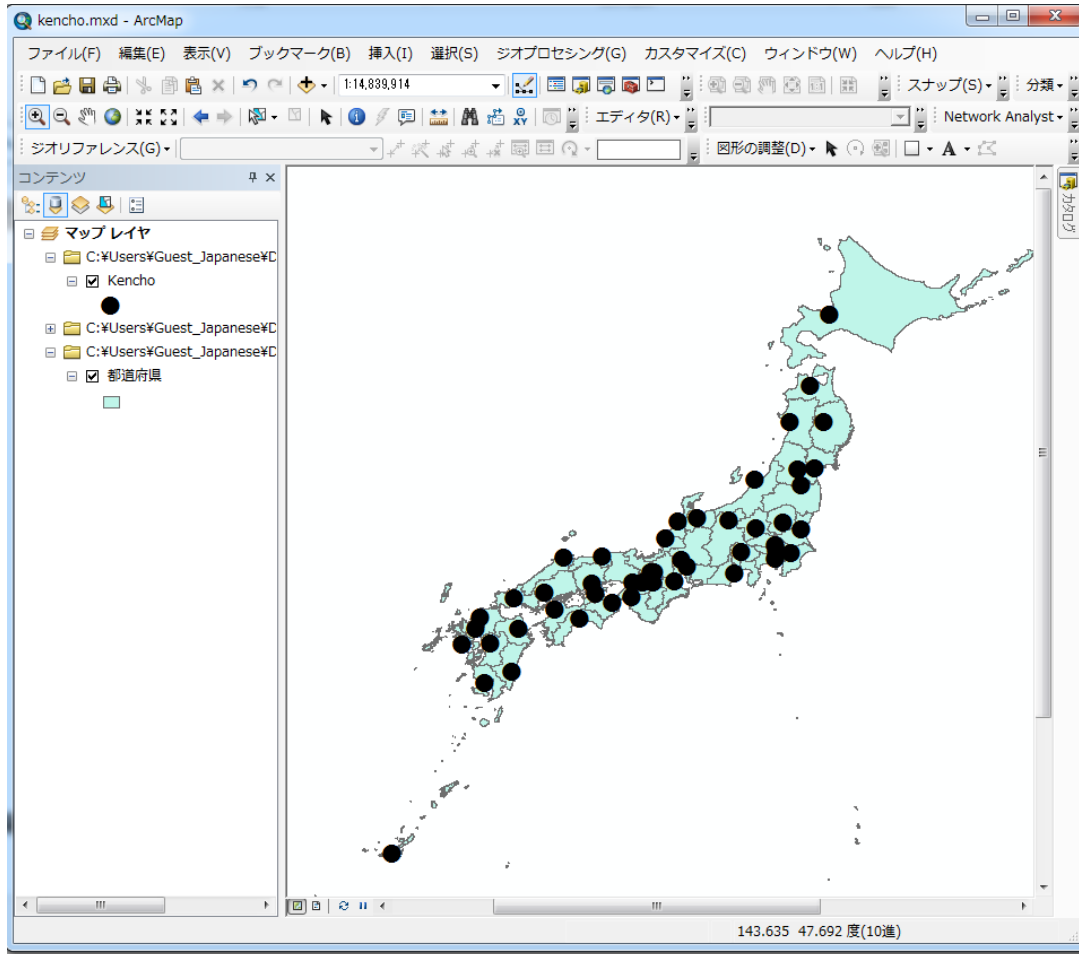 kencho.mxd - ArcMap
ファイル(F) 編集(E) 表示(V) ブックマーク(B) 挿入(I) 選択(S) ジオプロセシング(G) カスタマイズ(C) ウィンドウ(W) ヘルプ(H)
1:14,839,914 スナップ(S) 分類
エディタ(R) Network Analyst
ジオリファレンス(G) 図形の調整(D) A
コンテンツ
カタログ
マップ レイヤ
C:¥Users¥Guest_Japanese¥D
Kencho
C:¥Users¥Guest_Japanese¥D
C:¥Users¥Guest_Japanese¥D
都道府県
143.635 47.692 度(10進)